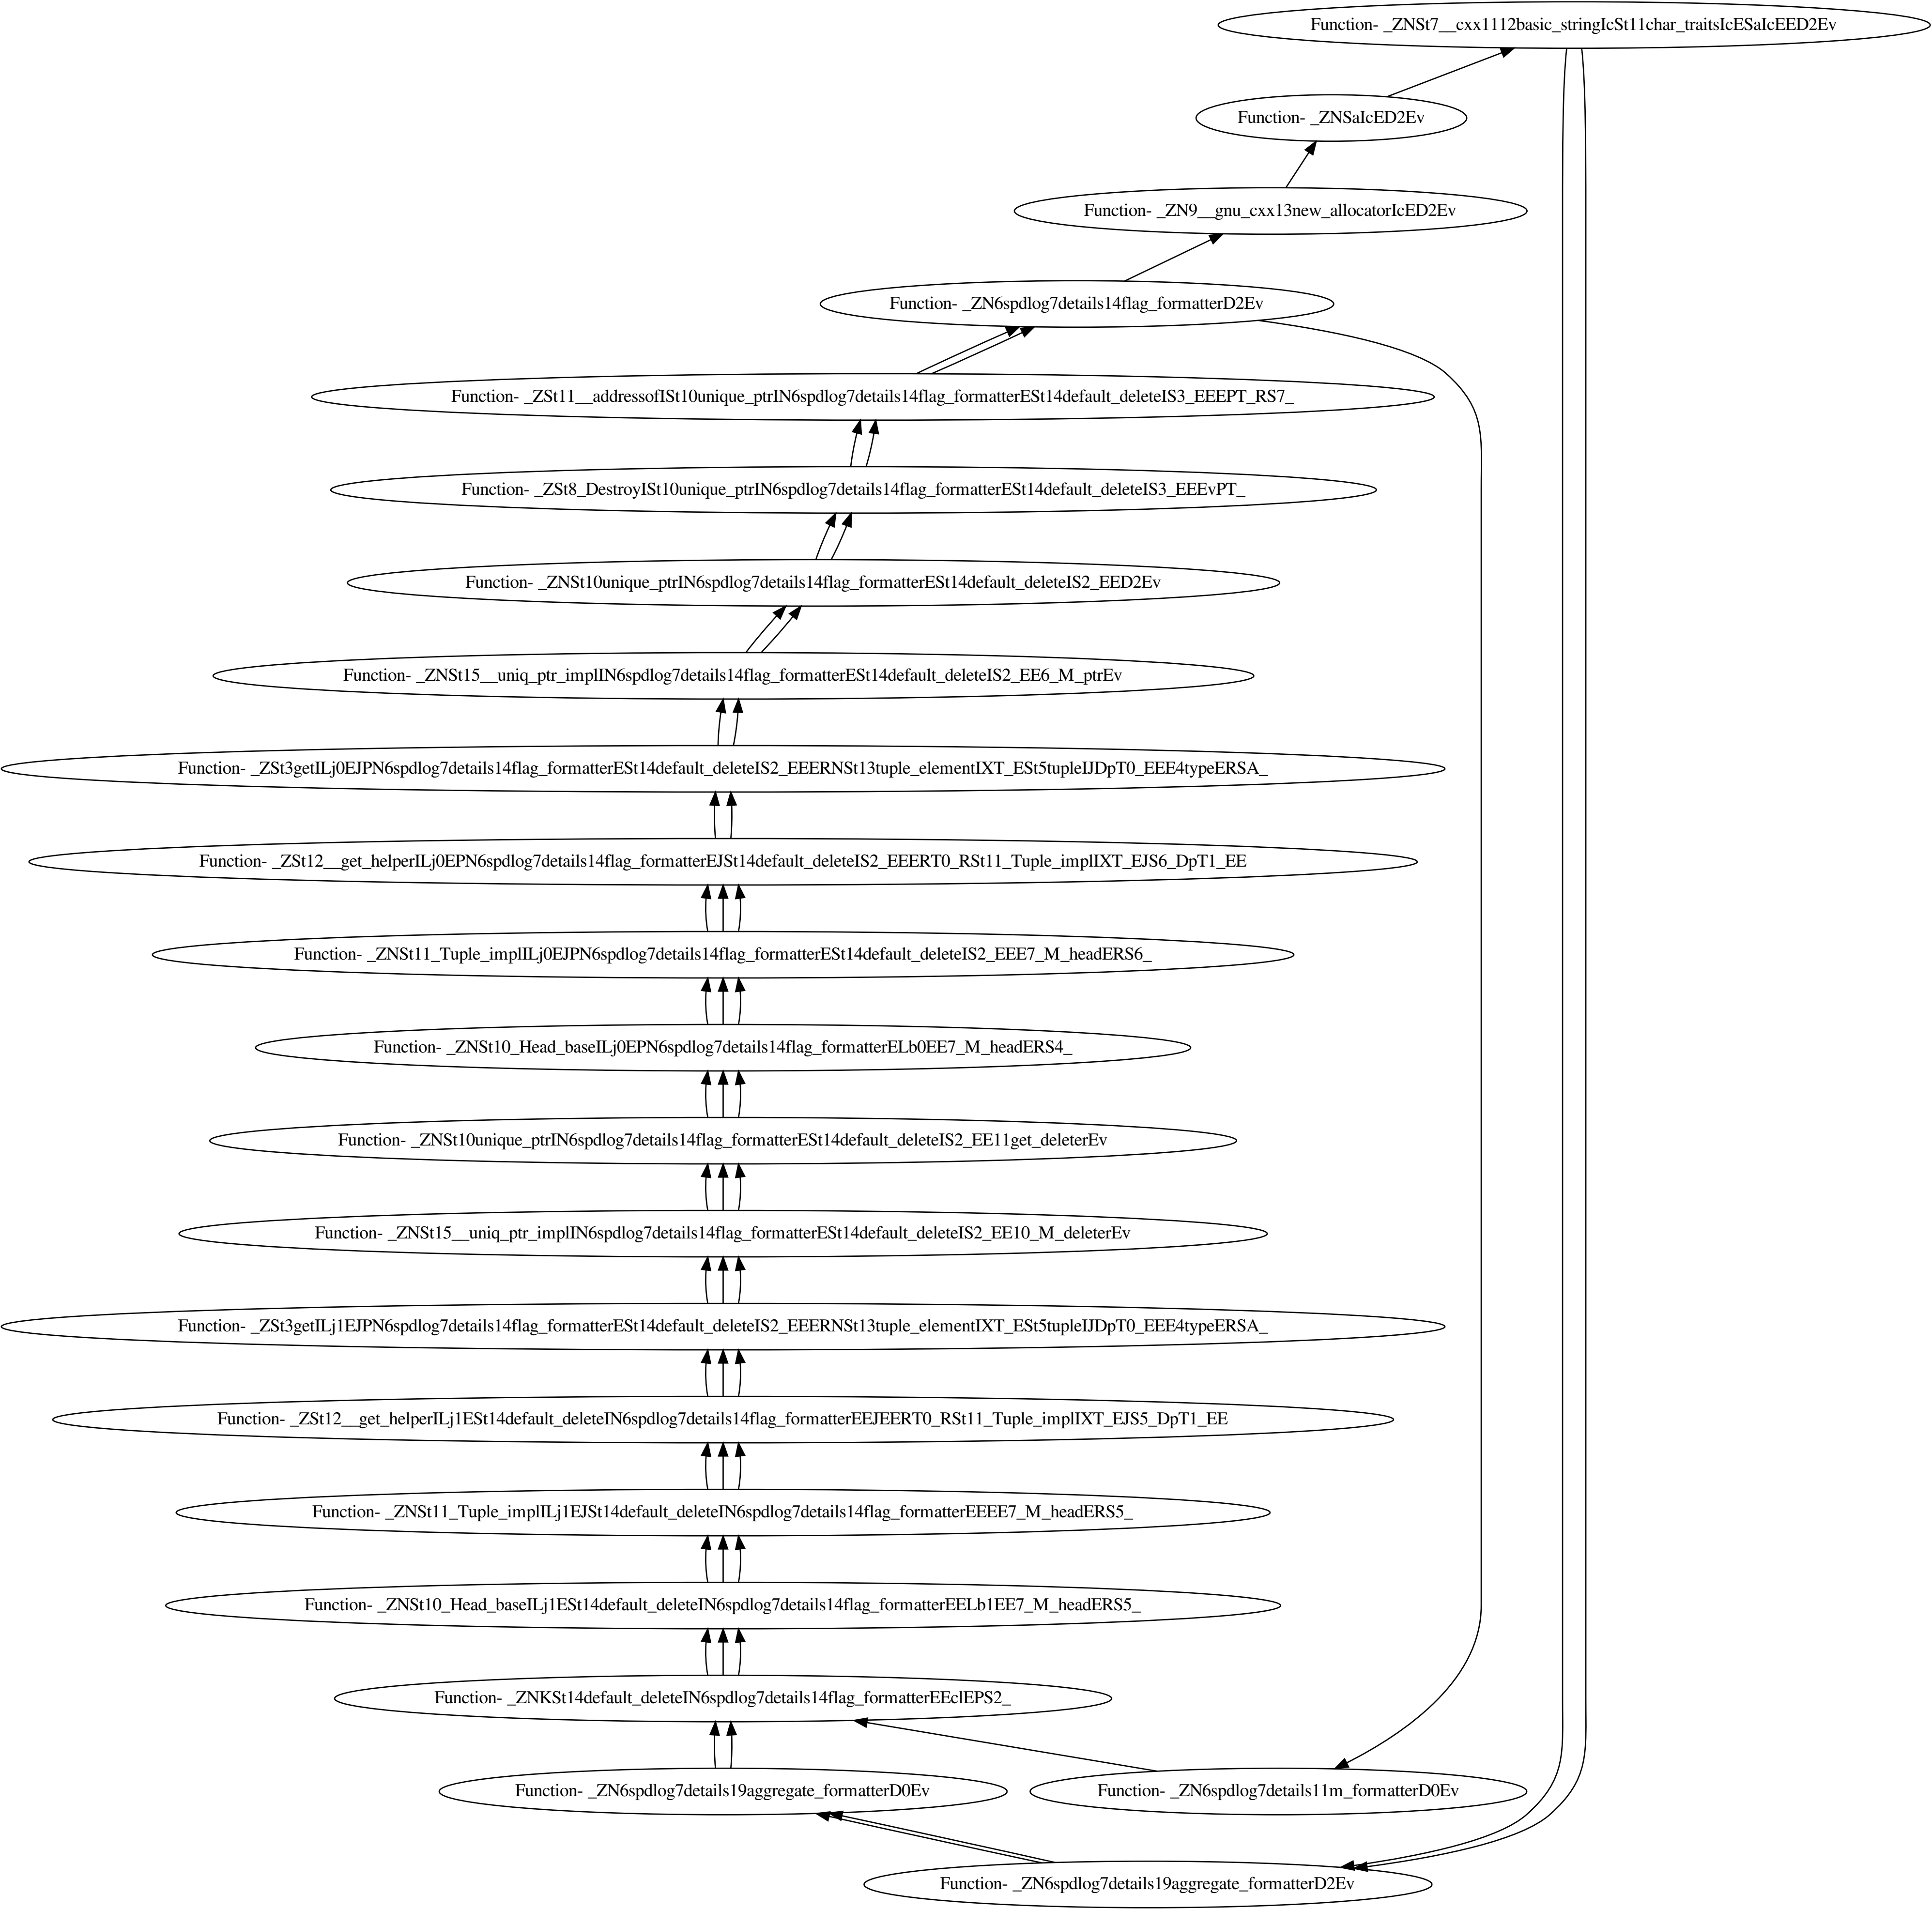 Function- _ZNSt7__cxx1112basic_stringIcSt11char_traitsIcESaIcEED2Ev
Function- _ZNSaIcED2Ev
Function- _ZN9__gnu_cxx13new_allocatorIcED2Ev
Function- _ZN6spdlog7details14flag_formatterD2Ev
Function- _ZSt11__addressofISt10unique_ptrIN6spdlog7details14flag_formatterESt14default_deleteIS3_EEEPT_RS7_
Function- _ZSt8_DestroyISt10unique_ptrIN6spdlog7details14flag_formatterESt14default_deleteIS3_EEEvPT_
Function- _ZNSt10unique_ptrIN6spdlog7details14flag_formatterESt14default_deleteIS2_EED2Ev
Function- _ZNSt15__uniq_ptr_implIN6spdlog7details14flag_formatterESt14default_deleteIS2_EE6_M_ptrEv
Function- _ZSt3getILj0EJPN6spdlog7details14flag_formatterESt14default_deleteIS2_EEERNSt13tuple_elementIXT_ESt5tupleIJDpT0_EEE4typeERSA_
Function- _ZSt12__get_helperILj0EPN6spdlog7details14flag_formatterEJSt14default_deleteIS2_EEERT0_RSt11_Tuple_implIXT_EJS6_DpT1_EE
Function- _ZNSt11_Tuple_implILj0EJPN6spdlog7details14flag_formatterESt14default_deleteIS2_EEE7_M_headERS6_
Function- _ZNSt10_Head_baseILj0EPN6spdlog7details14flag_formatterELb0EE7_M_headERS4_
Function- _ZNSt10unique_ptrIN6spdlog7details14flag_formatterESt14default_deleteIS2_EE11get_deleterEv
Function- _ZNSt15__uniq_ptr_implIN6spdlog7details14flag_formatterESt14default_deleteIS2_EE10_M_deleterEv
Function- _ZSt3getILj1EJPN6spdlog7details14flag_formatterESt14default_deleteIS2_EEERNSt13tuple_elementIXT_ESt5tupleIJDpT0_EEE4typeERSA_
Function- _ZSt12__get_helperILj1ESt14default_deleteIN6spdlog7details14flag_formatterEEJEERT0_RSt11_Tuple_implIXT_EJS5_DpT1_EE
Function- _ZNSt11_Tuple_implILj1EJSt14default_deleteIN6spdlog7details14flag_formatterEEEE7_M_headERS5_
Function- _ZNSt10_Head_baseILj1ESt14default_deleteIN6spdlog7details14flag_formatterEELb1EE7_M_headERS5_
Function- _ZNKSt14default_deleteIN6spdlog7details14flag_formatterEEclEPS2_
Function- _ZN6spdlog7details19aggregate_formatterD0Ev
Function- _ZN6spdlog7details11m_formatterD0Ev
Function- _ZN6spdlog7details19aggregate_formatterD2Ev